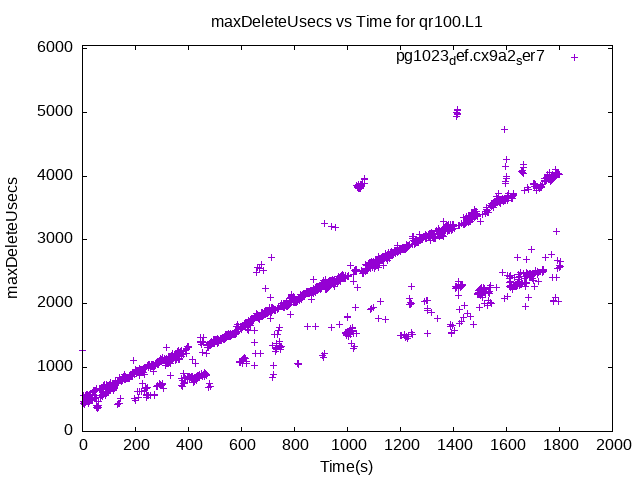 maxDeleteUsecs vs Time for qr100.L1
pg1023def.cx9a2ser7
6000
5000
4000
3000
2000
1000
0
maxDeleteUsecs
0 200 400 600 800 1000 1200 1400 1600 1800 2000
Time(s)